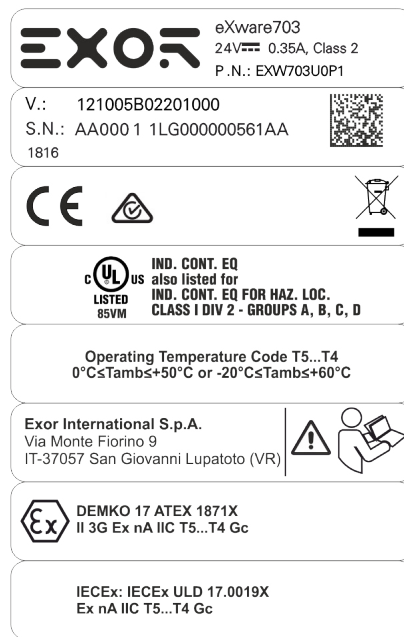 EXOR
eXware703
24V 0.35A, Class 2
P.N.: EXW703U0P1
V.: 121005B02201000
S.N.: AA000 1 1LG000000561AA
1816
CE
C UL US
LISTED
85VM
IND. CONT. EQ
also listed for
IND. CONT. EQ FOR HAZ. LOC.
CLASS I DIV 2 - GROUPS A, B, C, D
Operating Temperature Code T5...T4
0°C≤Tamb≤+50°C or -20°C≤Tamb≤+60°C
Exor International S.p.A.
Via Monte Fiorino 9
IT-37057 San Giovanni Lupatoto (VR)
Ex
DEMKO 17 ATEX 1871X
II 3G Ex nA IIC T5...T4 Gc
IECEx: IECEx ULD 17.0019X
Ex nA IIC T5...T4 Gc